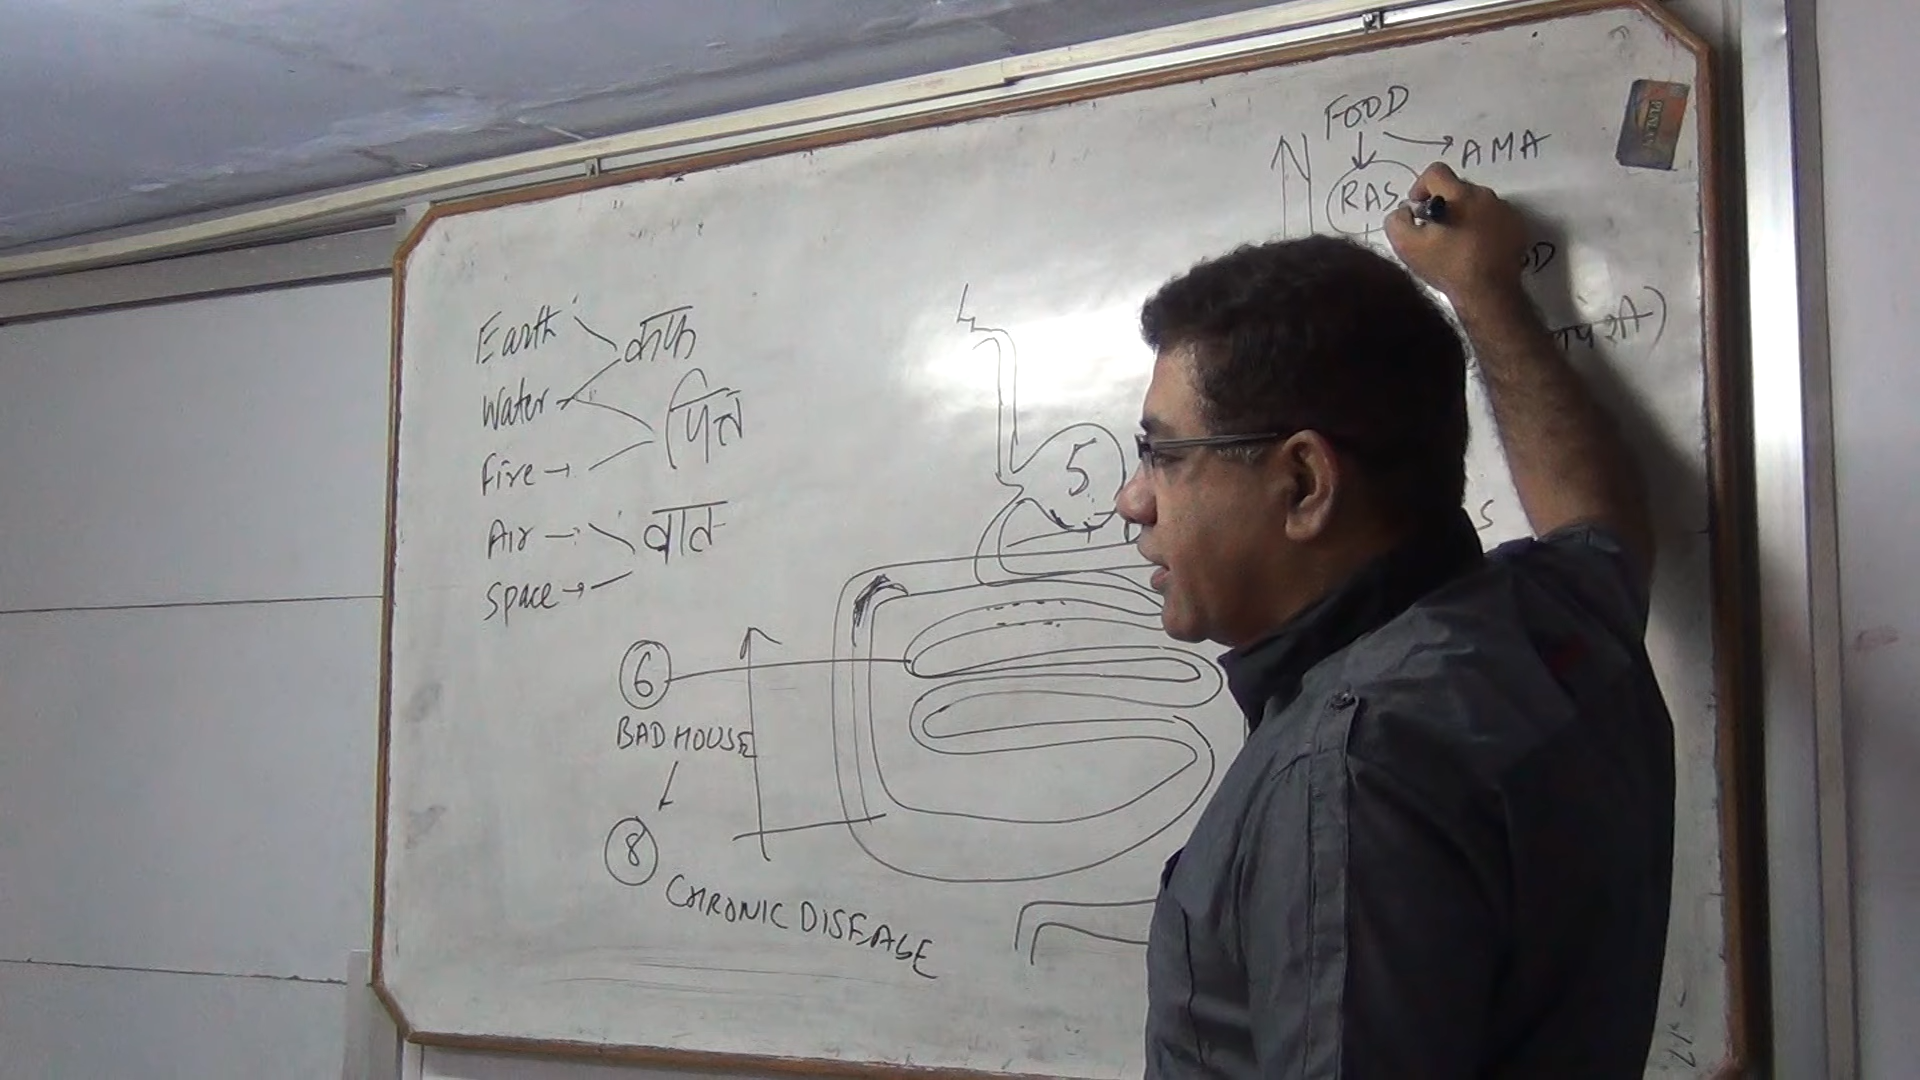 FOOD
AMA
RAS
Earth
कफ
Water
पित
Fire
Air
वात
Space
5
6
BAD HOUSE
8
CHRONIC DISEASE
S